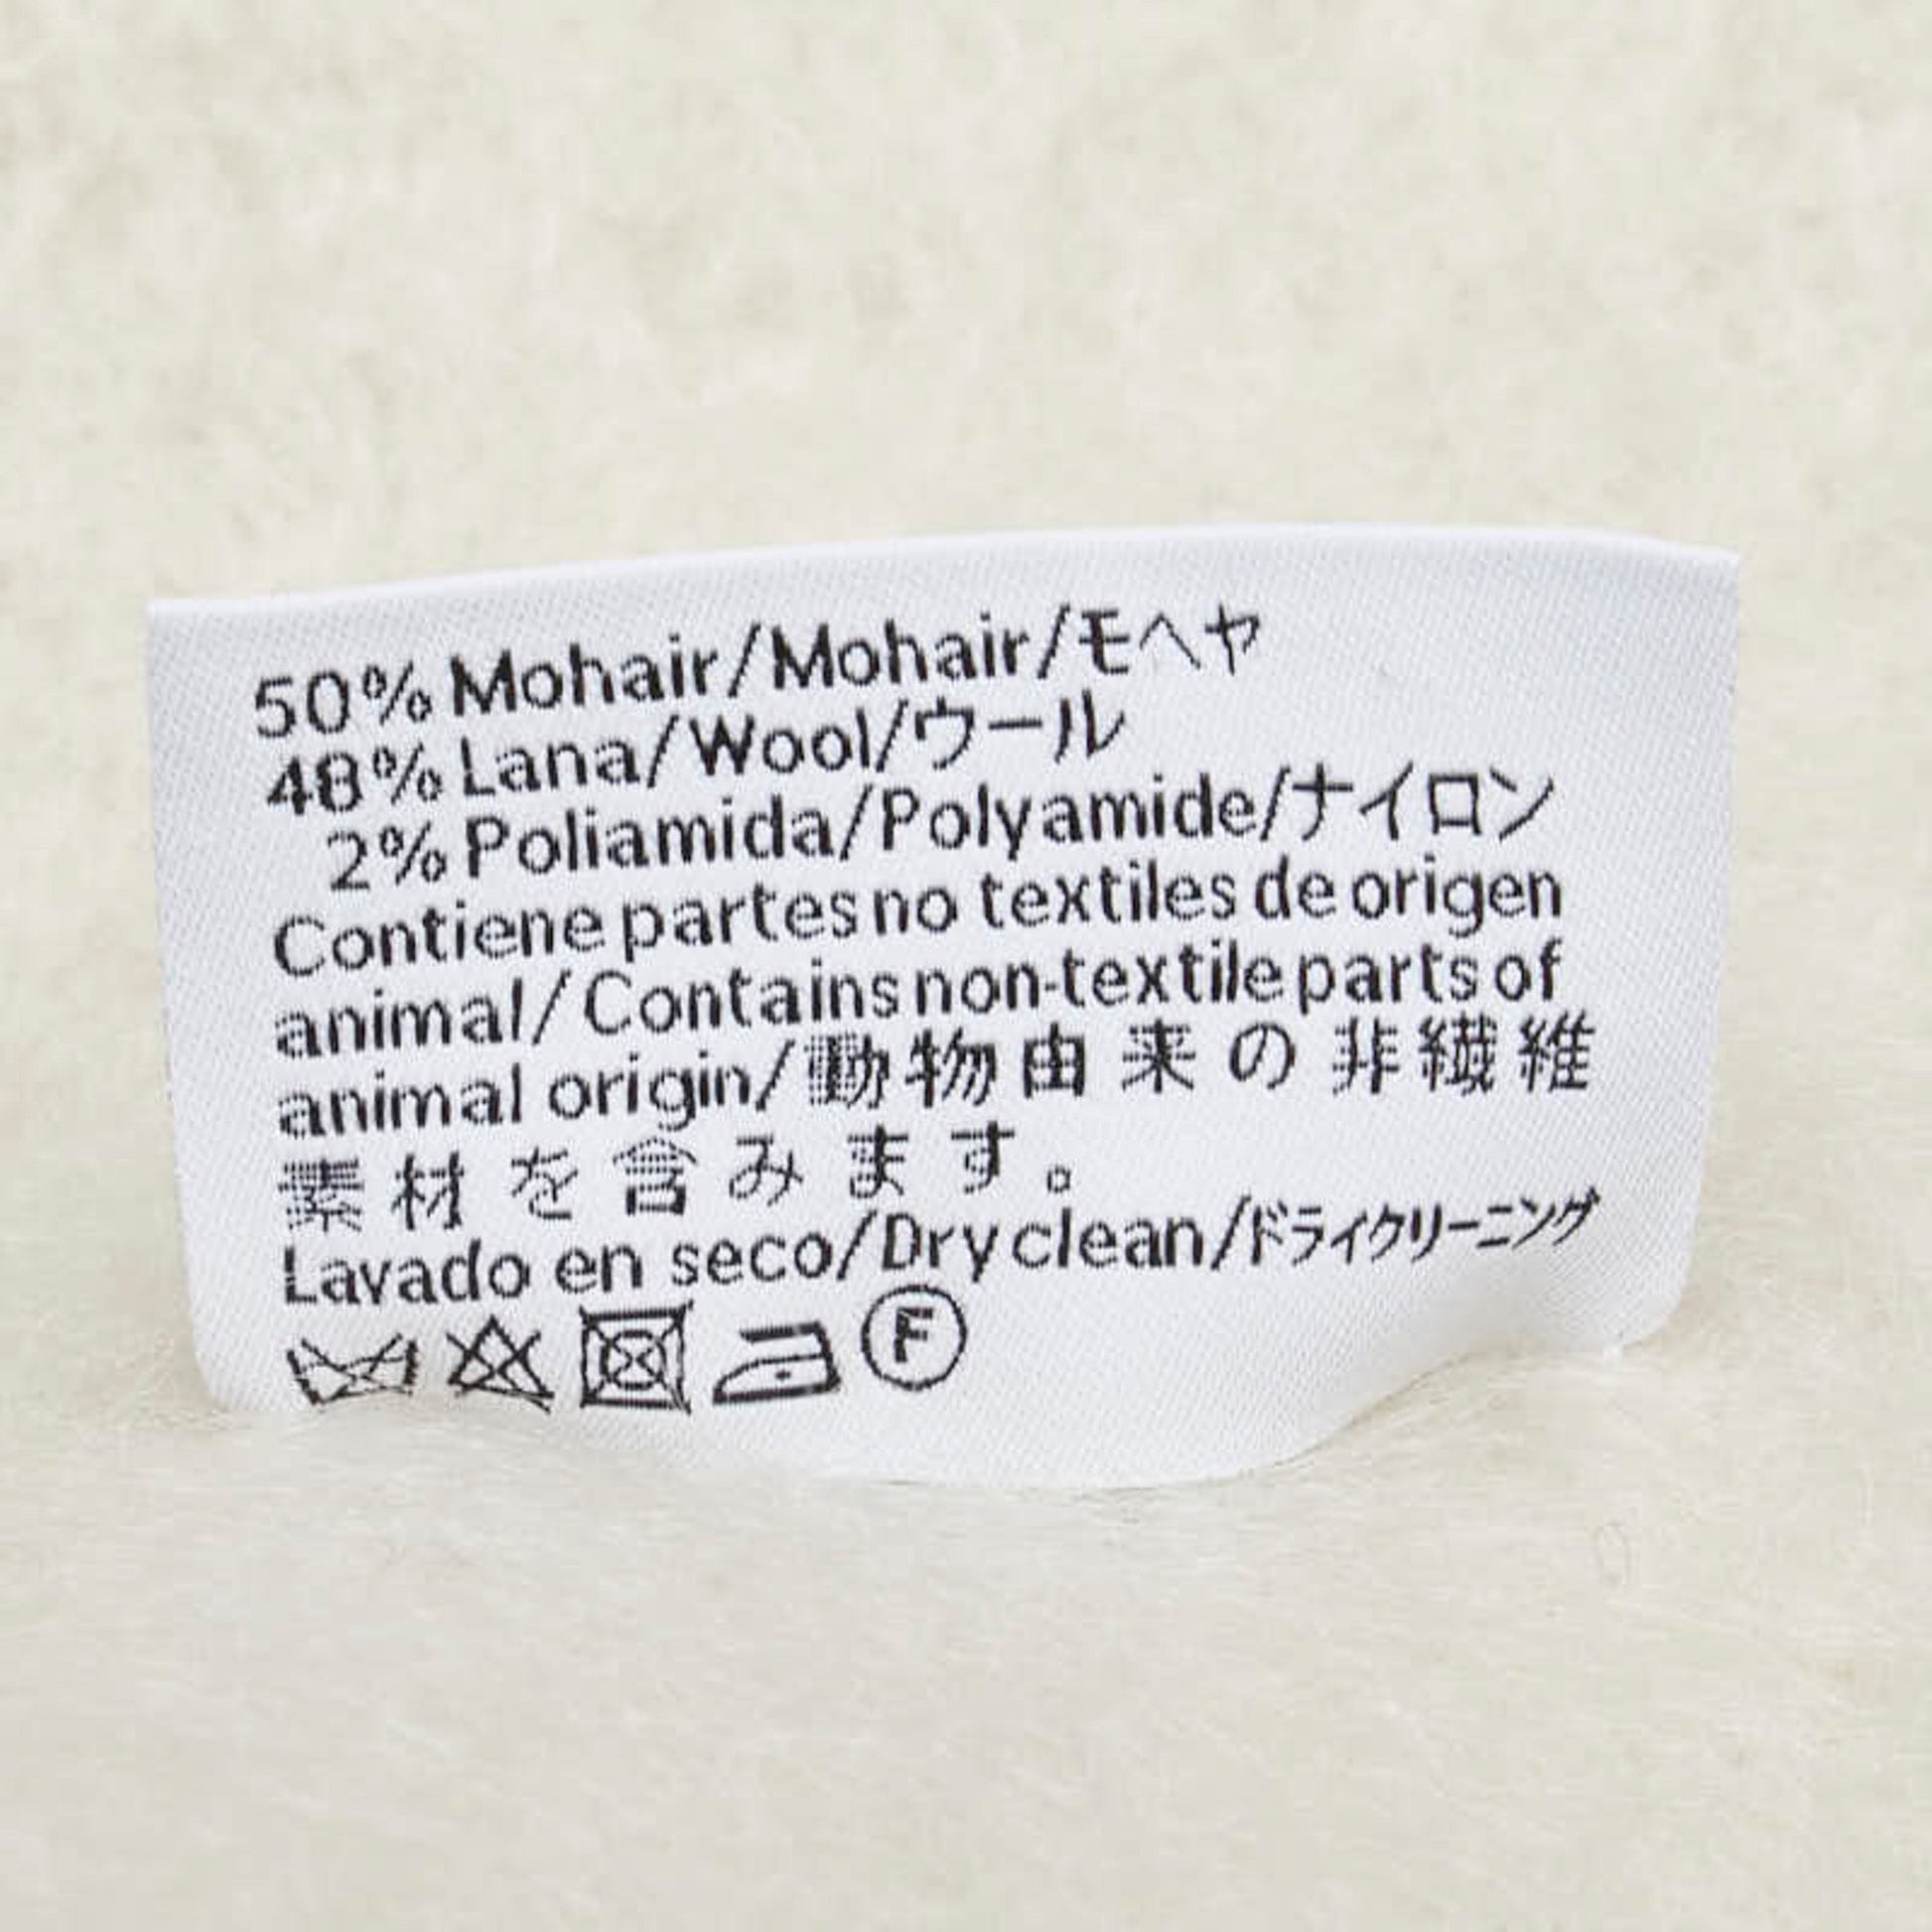 50% Mohair/Mohair/モヘヤ
48% Lana/Wool/ウール
2% Poliamida/Polyamide/ナイロン
Contiene partes no textiles de origen
animal/Contains non-textile parts of
animal origin/動物由来の非繊維
素材を含みます。
Lavado en seco/Dry clean/ドライクリーニング
F